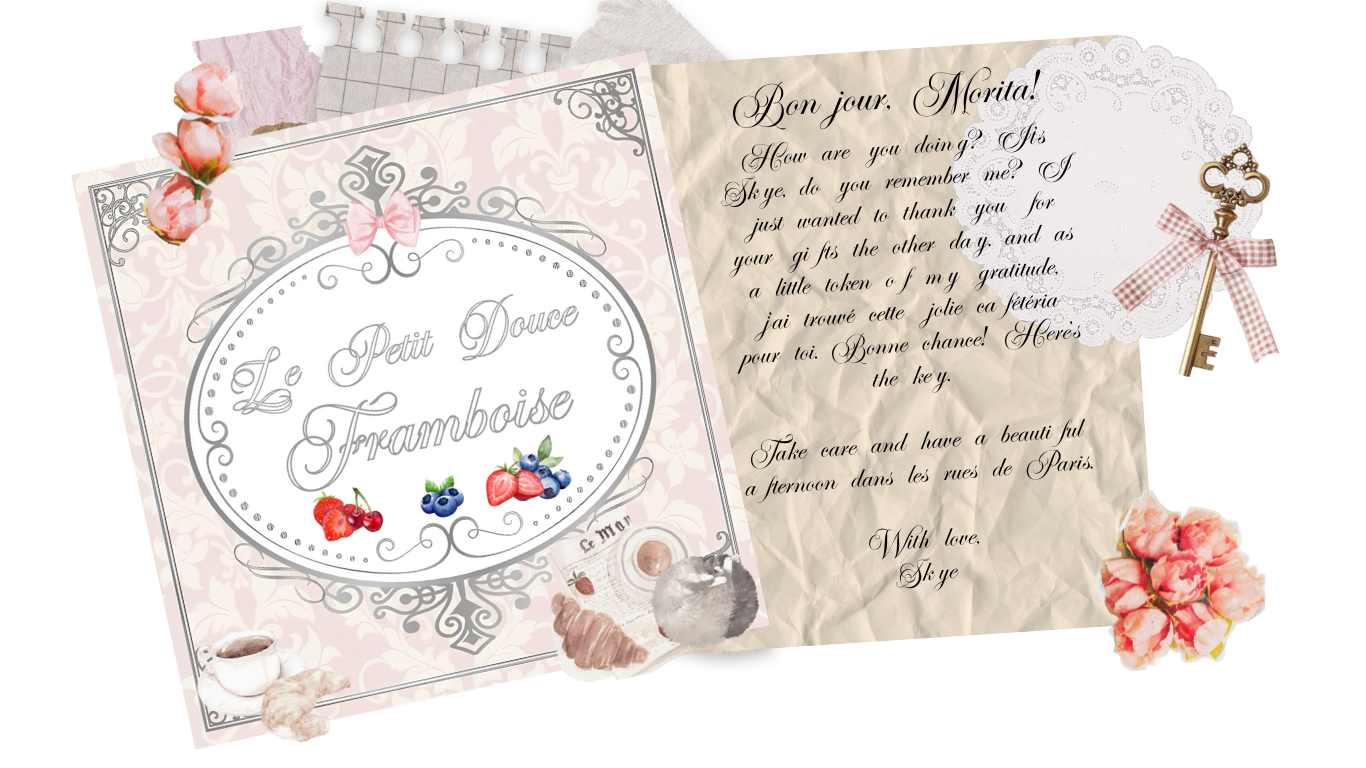 Le Petit Douce
Framboise
Le Mon
Bon jour, Morita!
How are you doing? Its
Skye, do you remember me? I
just wanted to thank you for
your gifts the other day, and as
a little token of my gratitude,
j'ai trouvé cette jolie cafétéria
pour toi. Bonne chance! Here's
the key.
Take care and have a beautiful
afternoon dans les rues de Paris.
With love,
Skye